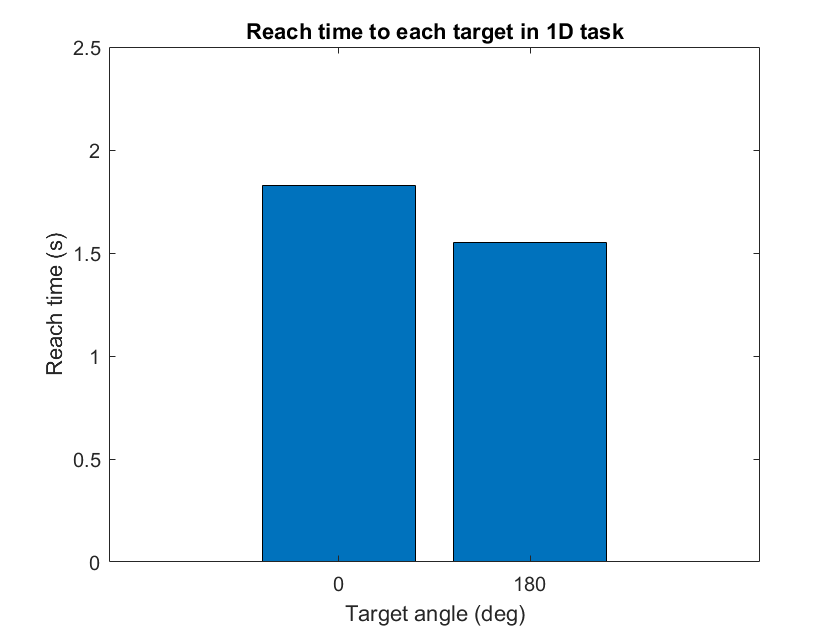 Reach time to each target in 1D task
2.5
2
1.5
1
0.5
0
Reach time (s)
0 180
Target angle (deg)